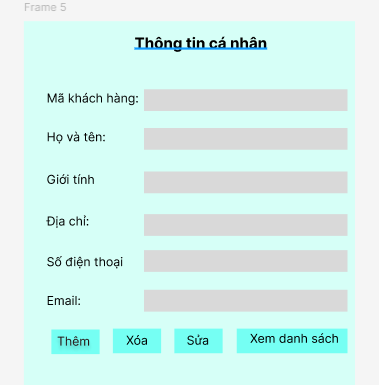 Frame 5
Thông tin cá nhân
Mã khách hàng:
Họ và tên:
Giới tính
Địa chỉ:
Số điện thoại
Email:
Thêm Xóa Sửa Xem danh sách